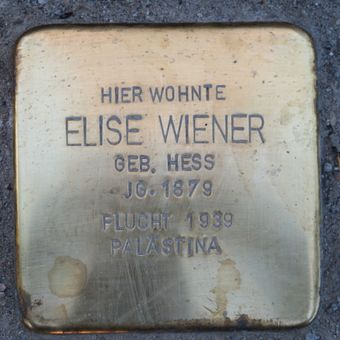 HIER WOHNTE
ELISE WIENER
GEB. HESS
JG. 1879
FLUCHT 1939
PALÄSTINA